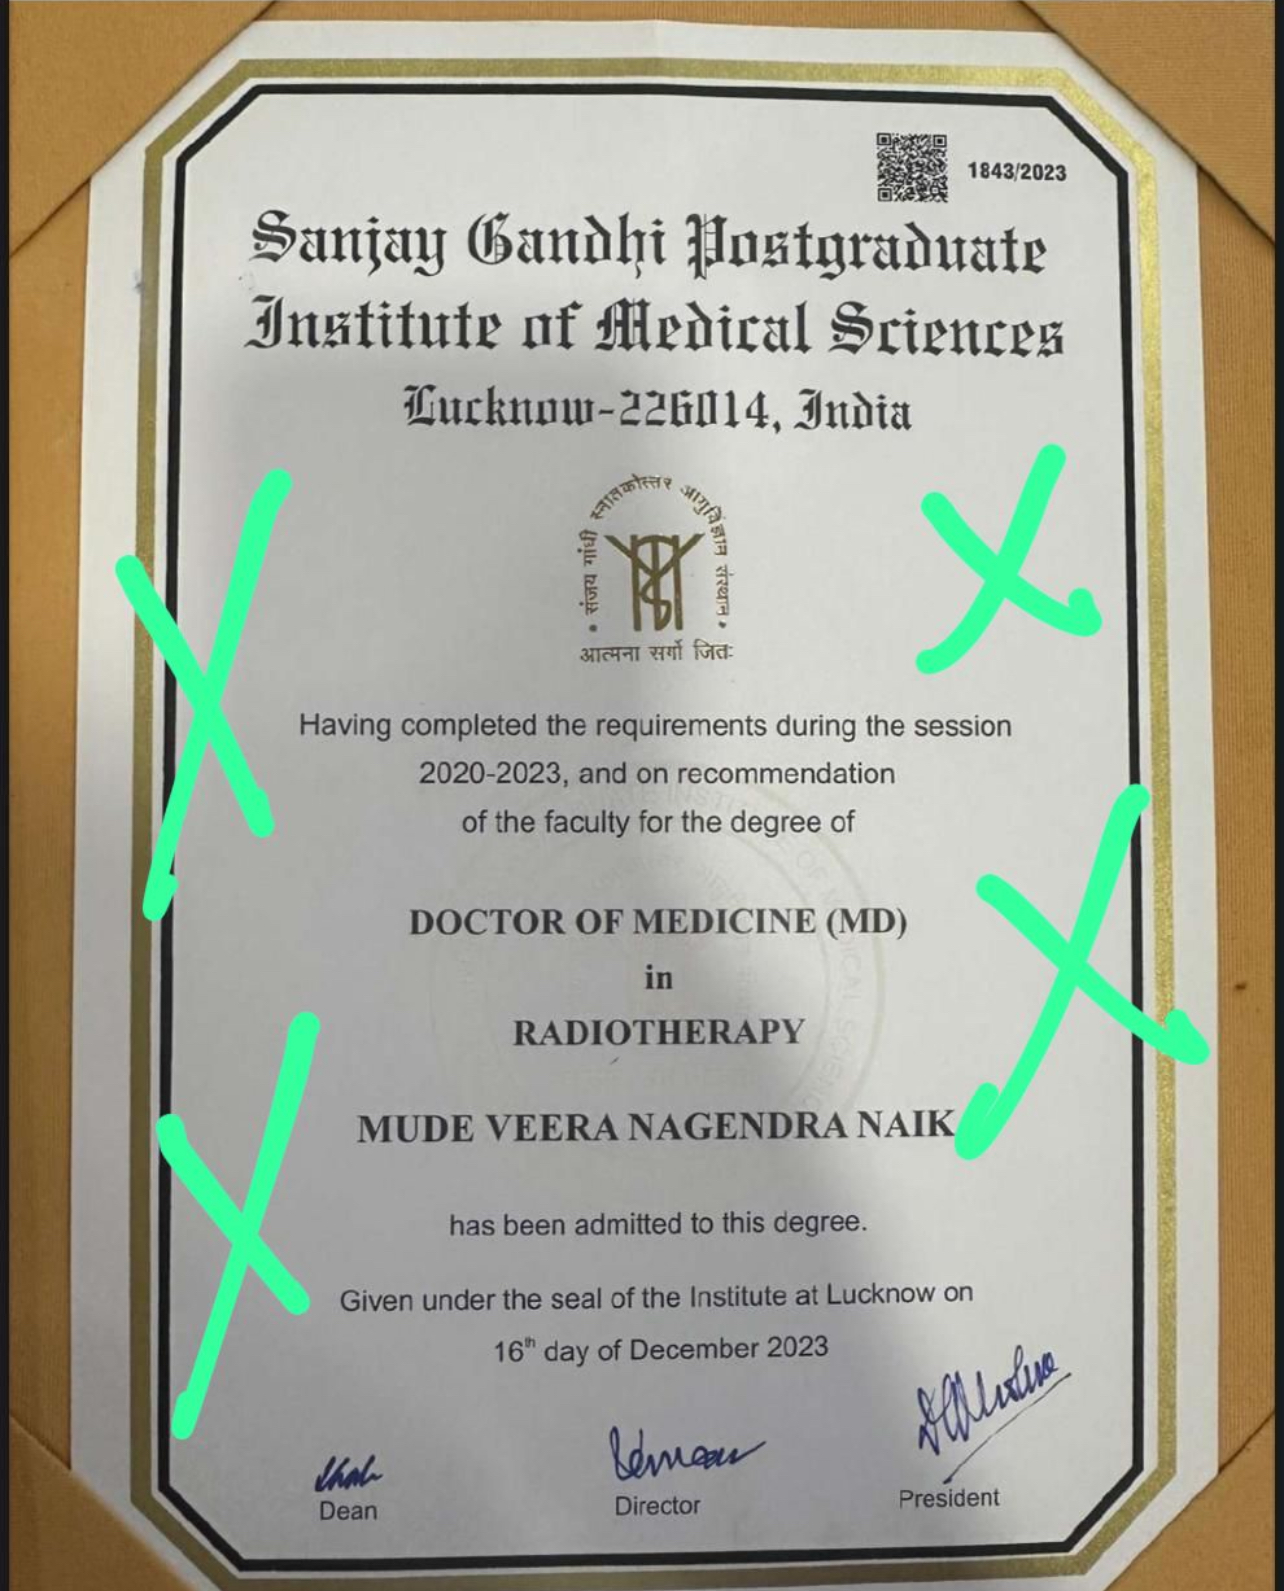 1843/2023
Sanjay Gandhi Postgraduate
Institute of Medical Sciences
Lucknow-226014, India
संजय गांधी स्नातकोत्तर आयुर्विज्ञान संस्थान
आत्मना सर्गो जितः
Having completed the requirements during the session
2020-2023, and on recommendation
of the faculty for the degree of
DOCTOR OF MEDICINE (MD)
in
RADIOTHERAPY
MUDE VEERA NAGENDRA NAIK
has been admitted to this degree.
Given under the seal of the Institute at Lucknow on
16th day of December 2023
Dean
Director
President